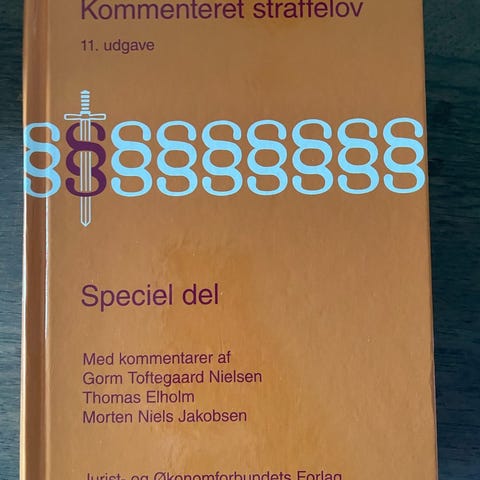 Kommenteret straffelov
11. udgave
§§§§§§§§§
Speciel del
Med kommentarer af
Gorm Toftegaard Nielsen
Thomas Elholm
Morten Niels Jakobsen
Jurist- og Økonomforbundets Forlag